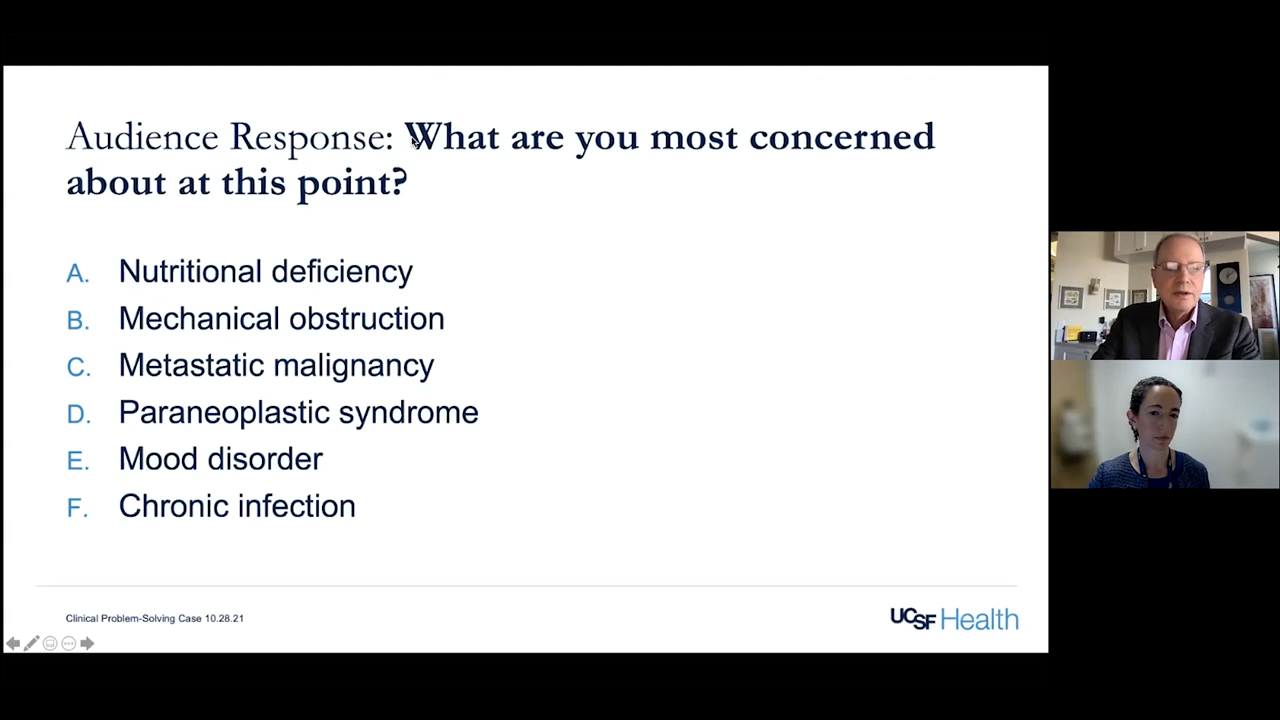 Audience Response: What are you most concerned
about at this point?
A. Nutritional deficiency
B. Mechanical obstruction
C. Metastatic malignancy
D. Paraneoplastic syndrome
E. Mood disorder
F. Chronic infection
Clinical Problem-Solving Case 10.28.21
UCSF Health